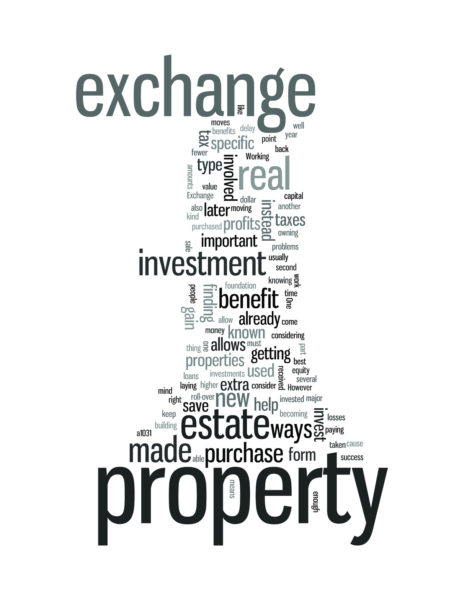 exchange
like
moves
well
tax
benefits
delay
year
specific
point
fewer
back
Working
type
involved
real
amounts
value
Exchange
dollar
capital
also
later
moving
instead
another
kind
purchased
profits
taxes
owning
important
sale
problems
investment
usually
second
knowing
work
people
finding
foundation
time
One
benefit
gain
allow
already
come
money
known
considering
thing
one
allows
must
getting
part
properties
best
loans
investments
used
received
equity
several
laying
higher
extra
consider
However
mind
right
roll-over
new
invested
major
keep
save
help
becoming
invest
losses
building
estate
ways
paying
a1031
made
able
purchase
form
taken
cause
success
property
means
enough